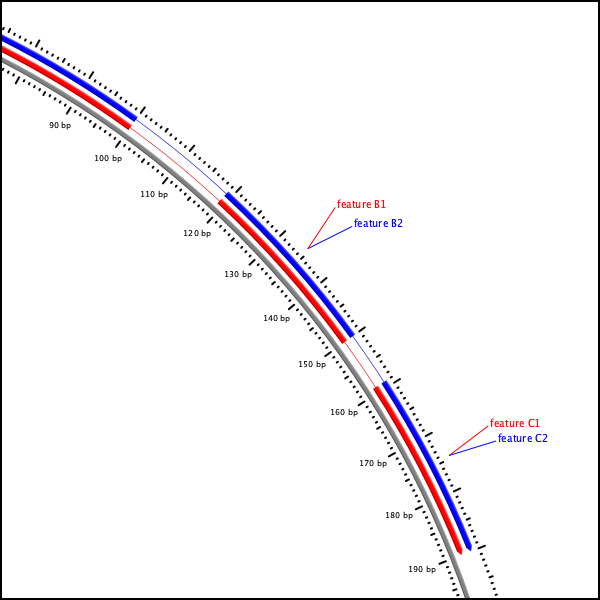 90 bp
100 bp
110 bp
feature B1
feature B2
120 bp
130 bp
140 bp
150 bp
160 bp
feature C1
feature C2
170 bp
180 bp
190 bp